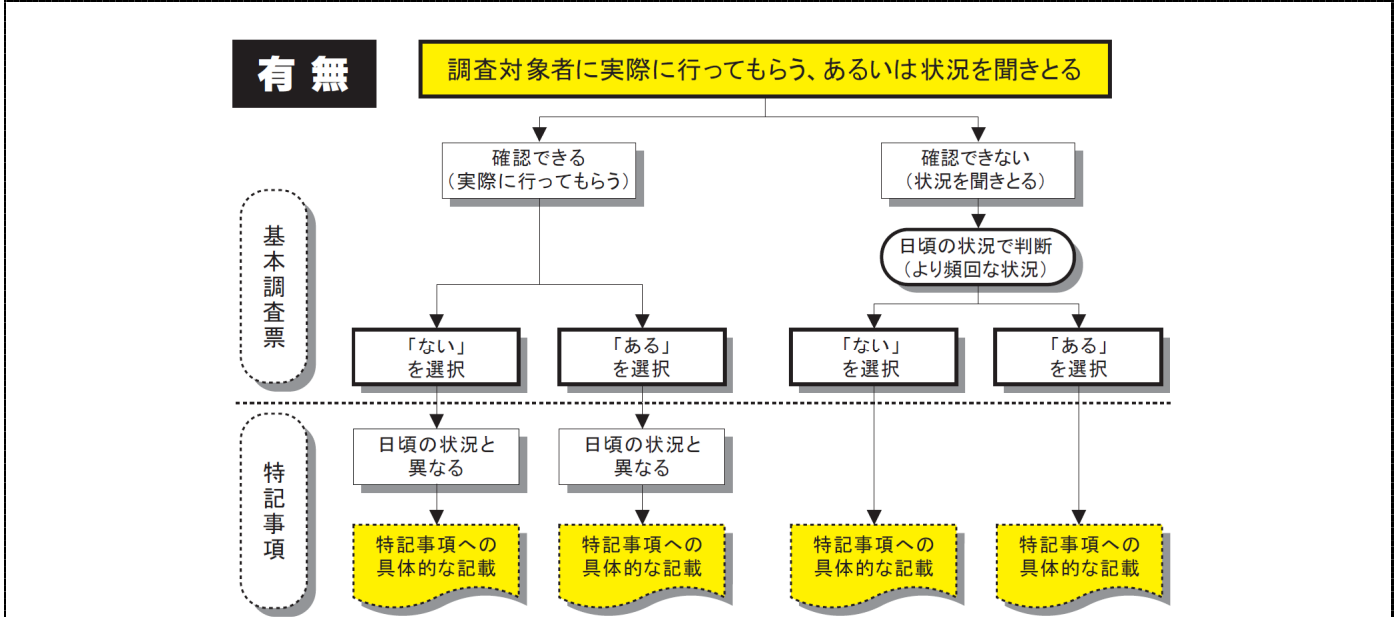 有無
調査対象者に実際に行ってもらう、あるいは状況を聞きとる
確認できる
（実際に行ってもらう）
確認できない
（状況を聞きとる）
基本調査票
日頃の状況で判断
（より頻回な状況）
「ない」
を選択
「ある」
を選択
「ない」
を選択
「ある」
を選択
特記事項
日頃の状況と
異なる
日頃の状況と
異なる
特記事項への
具体的な記載
特記事項への
具体的な記載
特記事項への
具体的な記載
特記事項への
具体的な記載